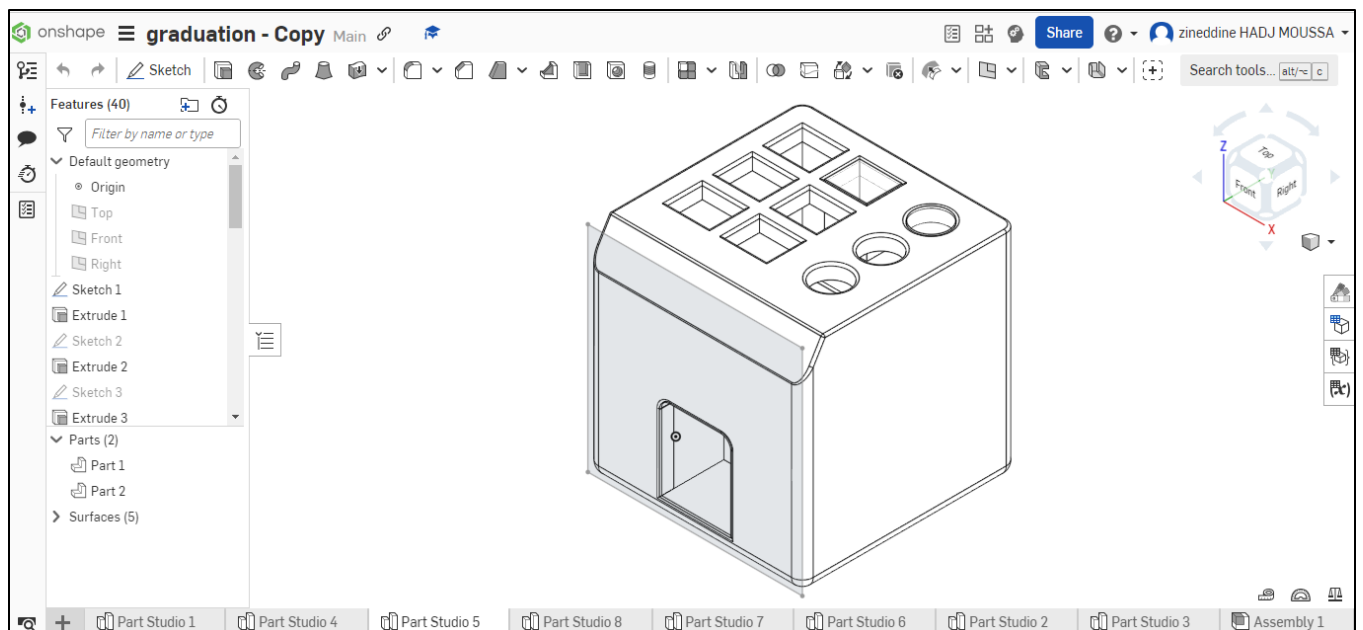 onshape graduation - Copy Main Share zineddine HADJ MOUSSA
Sketch Search tools... alt/~ c
Features (40)
Filter by name or type
Default geometry
Origin
Top
Front
Right
Sketch 1
Extrude 1
Sketch 2
Extrude 2
Sketch 3
Extrude 3
Parts (2)
Part 1
Part 2
Surfaces (5)
Z
Top
Y
Front
Right
X
Part Studio 1 Part Studio 4 Part Studio 5 Part Studio 8 Part Studio 7 Part Studio 6 Part Studio 2 Part Studio 3 Assembly 1